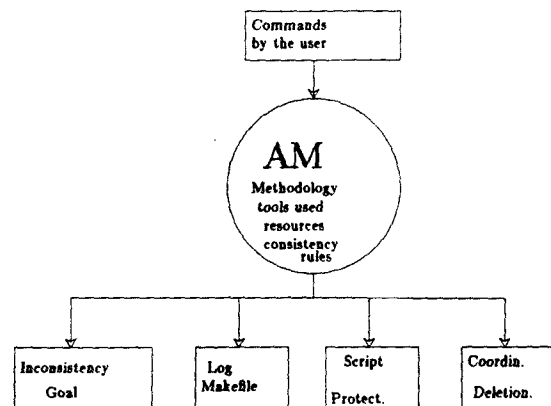 Commands
by the user
AM
Methodology
tools used
resources
consistency
rules
Inconsistency
Goal
Log
Makefile
Script
Protect.
Coordin.
Deletion.